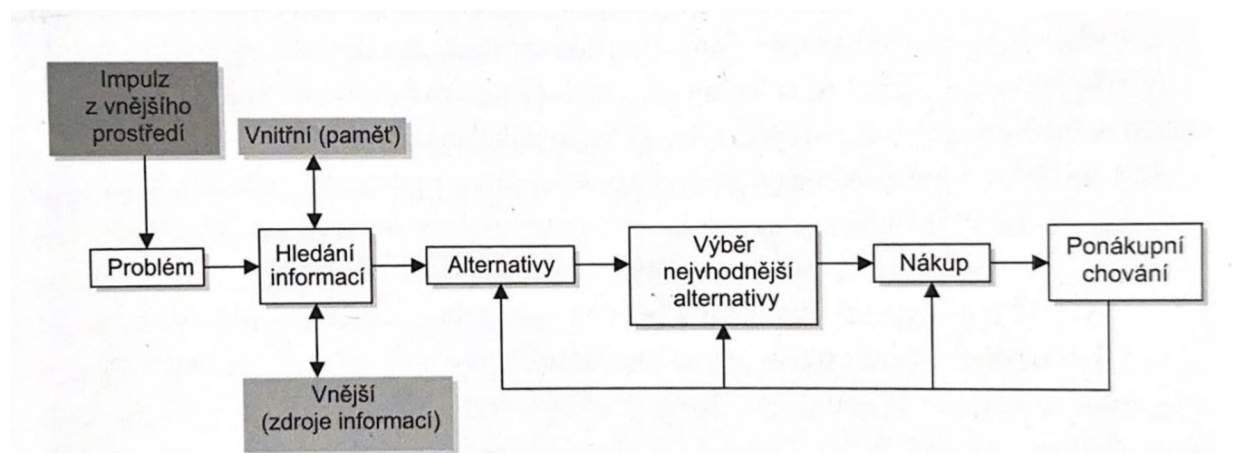 Impulz
z vnějšího
prostředí
Vnitřní (paměť)
Problém
Hledání
informací
Alternativy
Výběr
nejvhodnější
alternativy
Nákup
Ponákupní
chování
Vnější
(zdroje informací)